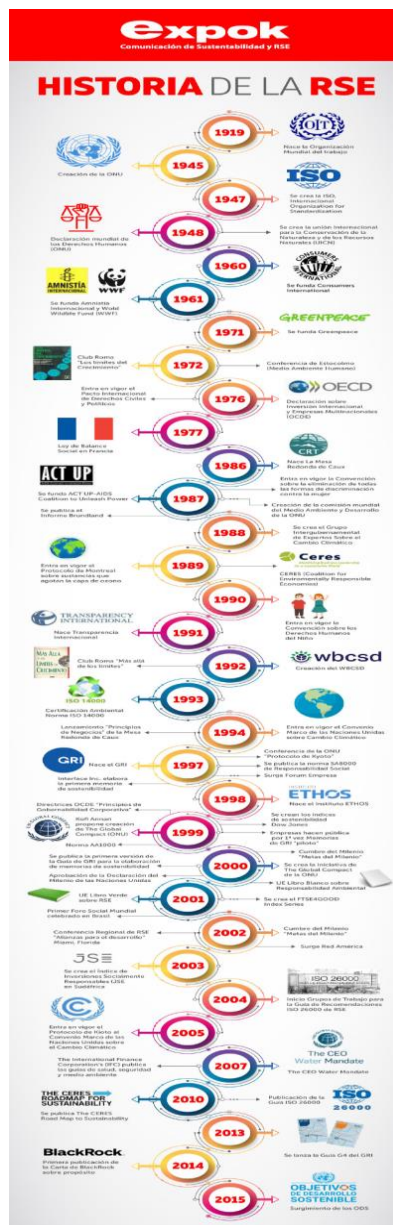 expok
Comunicación de Sustentabilidad y RSE
HISTORIA DE LA RSE
1919
OIT
Nace la Organización
Mundial del trabajo
1945
Creación de la ONU
ISO
1947
Se crea la ISO,
Internacional
Organization for
Standardisation
1948
Declaración mundial de
los Derechos Humanos
(ONU)
Se crea la unión Internacional
para la Conservación de la
Naturaleza y de los Recursos
Naturales (UICN)
1960
CONSUMERS
INTERNATIONAL
Se funda Consumers
International
1961
AMNISTÍA
INTERNACIONAL
WWF
Se funda Amnistía
Internacional y World
Wildlife Fund (WWF)
1971
GREENPEACE
Se funda Greenpeace
1972
Club Roma
"Los límites del
Crecimiento"
Conferencia de Estocolmo
(Medio Ambiente Humano)
1976
Entra en vigor el
Pacto Internacional
de Derechos Civiles
y Políticos
OECD
Declaración sobre
Inversión Internacional
y Empresas Multinacionales
(OCDE)
1977
Ley de Balance
Social en Francia
1986
CRT
Nace La Mesa
Redonda de Caux
ACT UP
1987
Se funda ACT UP-AIDS
Coalition to Unleash Power
Se publica el
Informe Brundtland
Entra en vigor la Convención
sobre la eliminación de todas
las formas de discriminación
contra la mujer
Creación de la comisión mundial
del Medio Ambiente y Desarrollo
de la ONU
1988
Se crea el Grupo
Intergubernamental
de Expertos Sobre el
Cambio Climático
1989
Entra en vigor el
Protocolo de Montreal
sobre sustancias que
agotan la capa de ozono
Ceres
CERES (Coalition for
Environmentally Responsible
Economies)
1990
Entra en vigor la
Convención sobre los
Derechos Humanos
del Niño
1991
TRANSPARENCY
INTERNATIONAL
Nace Transparencia
Internacional
1992
MÁS ALLÁ
Club Roma "Más allá
de los límites"
wbcsd
Creación del WBCSD
1993
ISO 14000
Certificación Ambiental
Norma ISO 14000
1994
Lanzamiento "Principios
de Negocios" de la Mesa
Redonda de Caux
Entra en vigor el Convenio
Marco de las Naciones Unidas
sobre Cambio Climático
1997
GRI
Nace el GRI
Interface Inc. elabora
la primera memoria
de sostenibilidad
Conferencia de la ONU
"Protocolo de Kyoto"
Se publica la norma SA8000
de Responsabilidad Social
Surge Forum Empresa
1998
Directrices OCDE "Principios de
Gobernabilidad Corporativa"
ETHOS
Nace el Instituto ETHOS
1999
Kofi Annan
propone creación
de The Global
Compact (ONU)
Norma AA1000
Se crean los índices
de sostenibilidad
Dow Jones
Empresas hacen pública
por 1ª vez Memorias
de GRI "piloto"
2000
Se publica la primera versión de
la Guía de GRI para la elaboración
de memorias de sostenibilidad
Aprobación de la Declaración del
Milenio de las Naciones Unidas
Cumbre del Milenio
"Metas del Milenio"
Se crea la iniciativa de
The Global Compact
de la ONU
UE Libro Blanco sobre
Responsabilidad Ambiental
2001
UE Libro Verde
sobre RSE
Primer Foro Social Mundial
celebrado en Brasil
Se crea el FTSE4GOOD
Index Series
2002
Conferencia Regional de RSE
"Alianzas para el desarrollo"
Miami, Florida
Cumbre del Milenio
"Metas del Milenio"
Surge Red America
2003
JSE
Se crea el índice de
Inversiones Socialmente
Responsables (JSE
en Sudáfrica
2004
ISO 26000
Inicio Grupos de Trabajo para
la Guía de Recomendaciones
ISO 26000 de RSE
2005
Entra en vigor el
Protocolo de Kioto el
Convenio Marco de las
Naciones Unidas sobre
el Cambio Climático
2007
The International Finance
Corporation's (IFC) publica
las guías de salud, seguridad
y medio ambiente
The CEO
Water Mandate
The CEO Water Mandate
2010
THE CERES
ROADMAP FOR
SUSTAINABILITY
Se publica The CERES
Road Map to Sustainability
Publicación de la
Guía ISO 26000
ISO
26000
2013
Se lanza la Guía G4 del GRI
2014
BlackRock
Primera publicación de
la Carta de BlackRock
sobre propósito
2015
OBJETIVOS
DE DESARROLLO
SOSTENIBLE
Surgimiento de los ODS